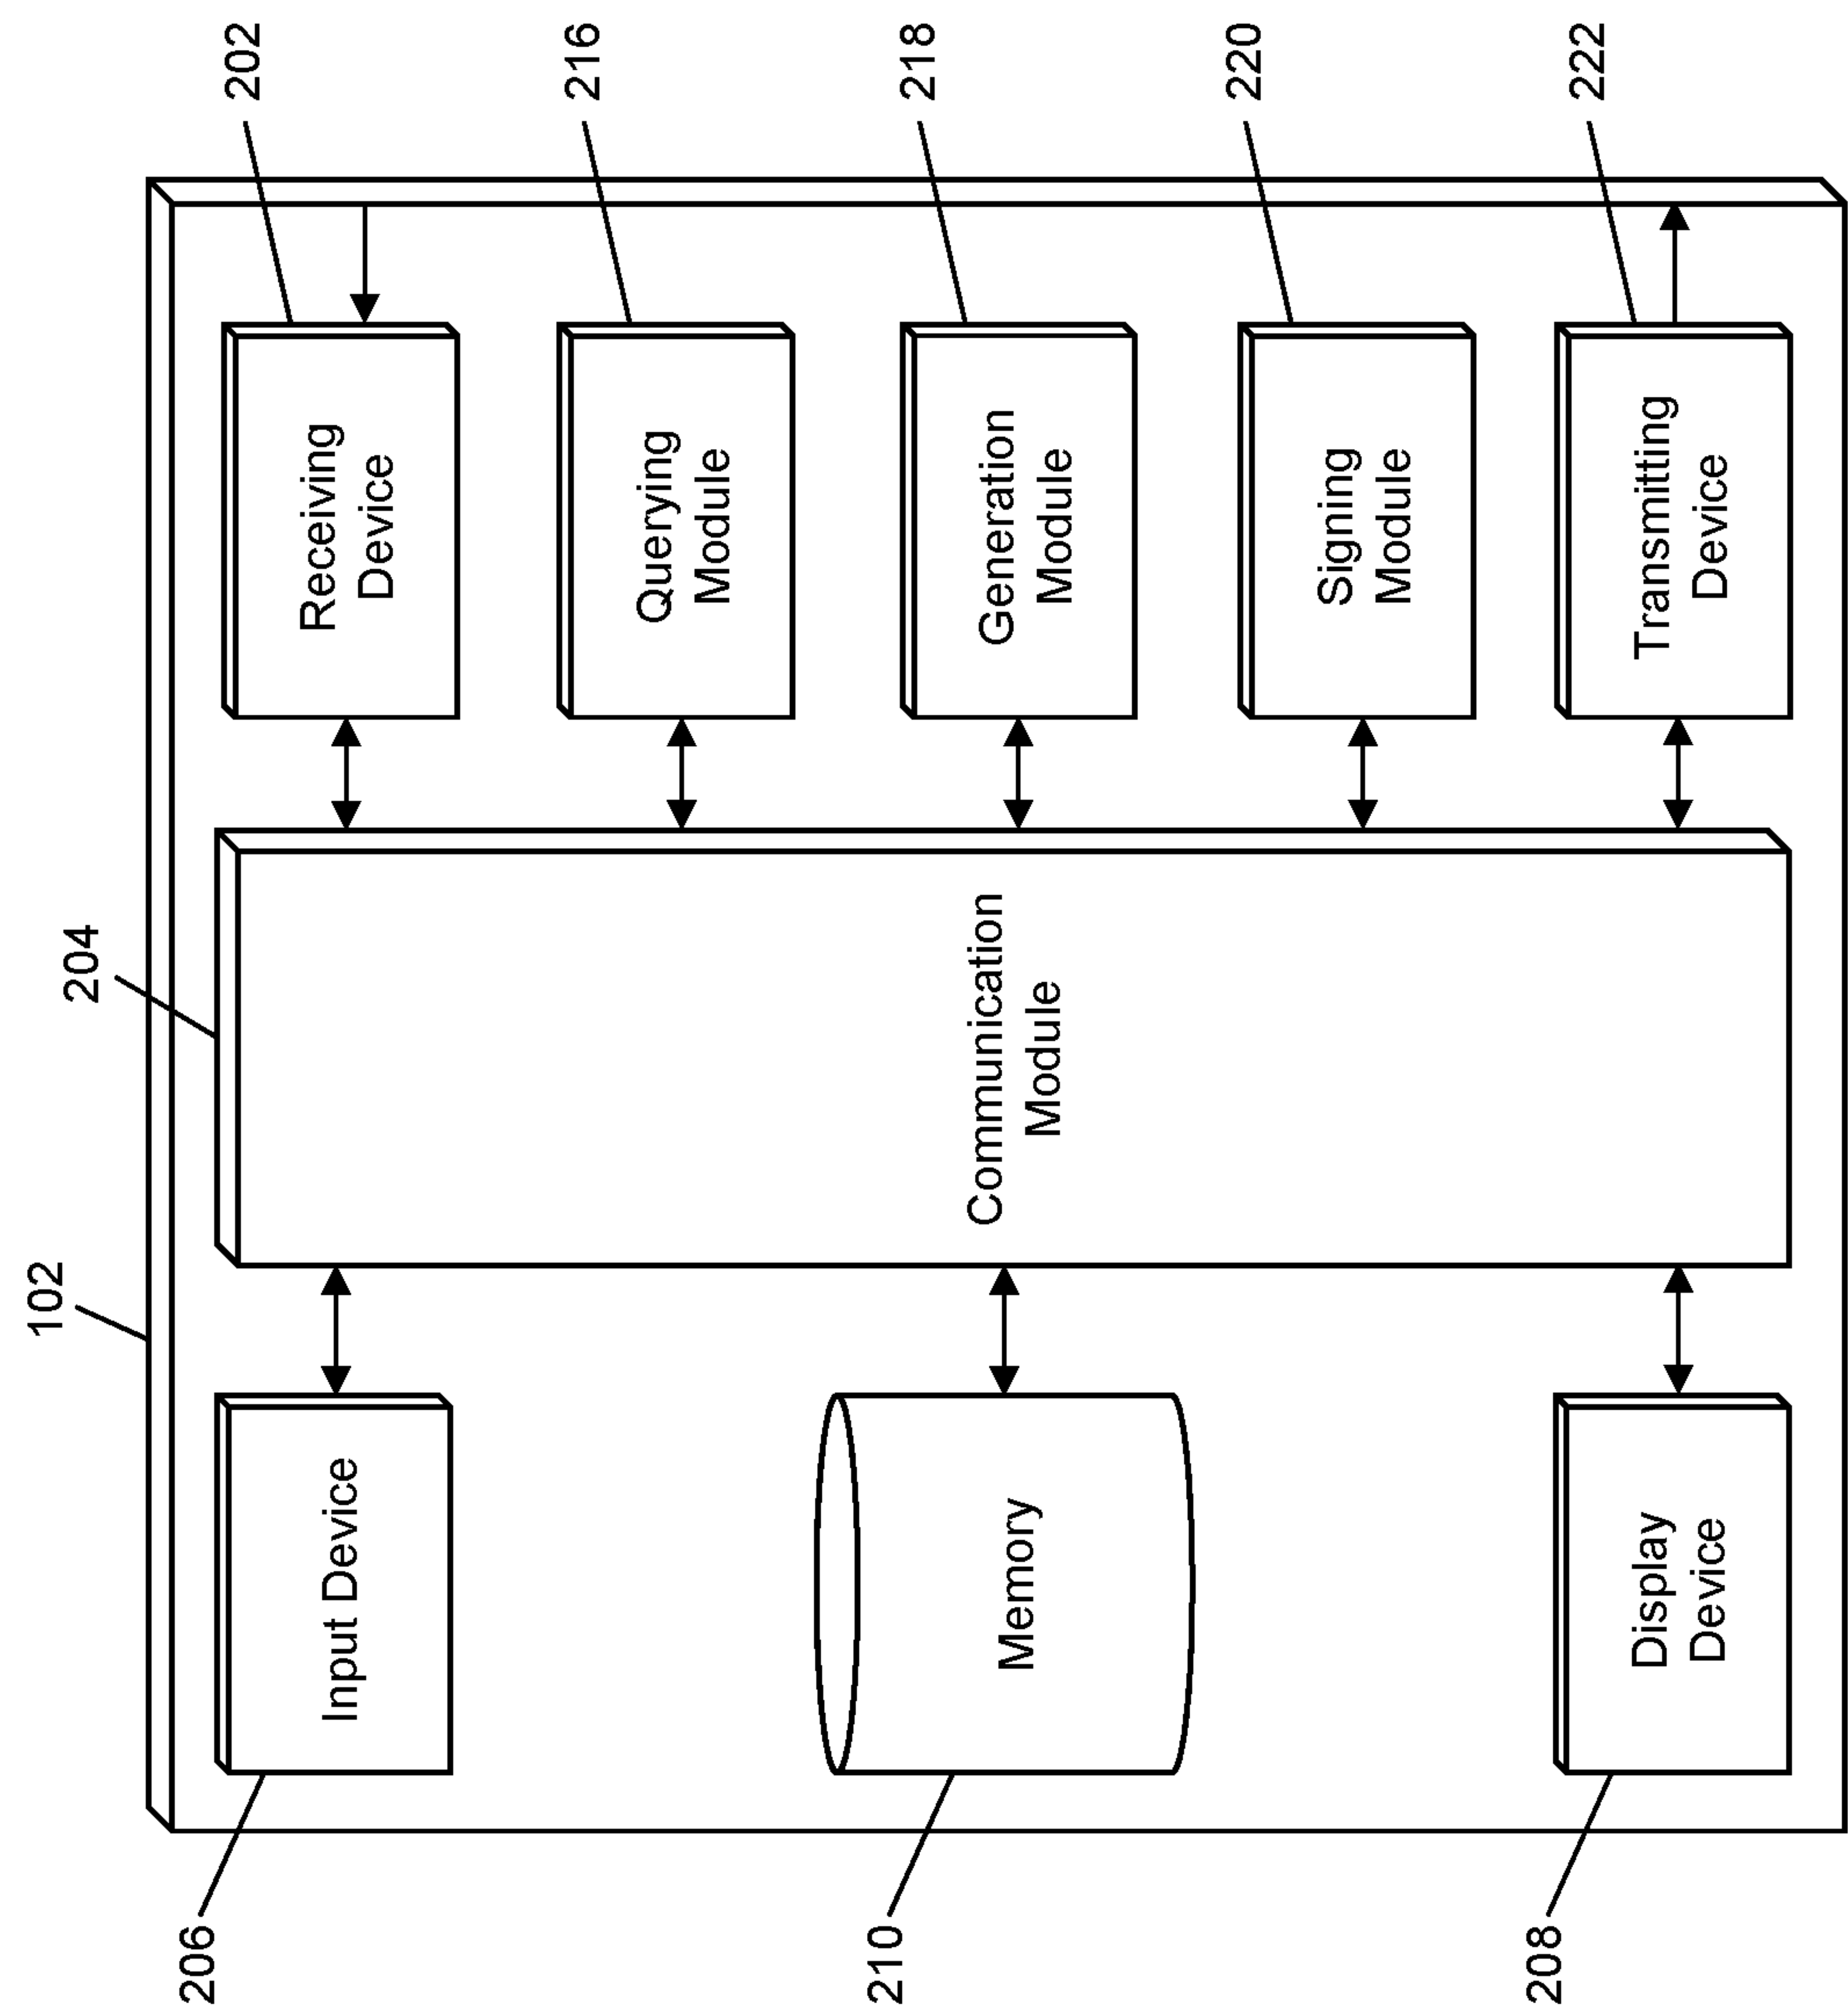 102
204
206
Input Device
210
Memory
208
Display
Device
Communication
Module
Receiving
Device
202
Querying
Module
216
Generation
Module
218
Signing
Module
220
Transmitting
Device
222